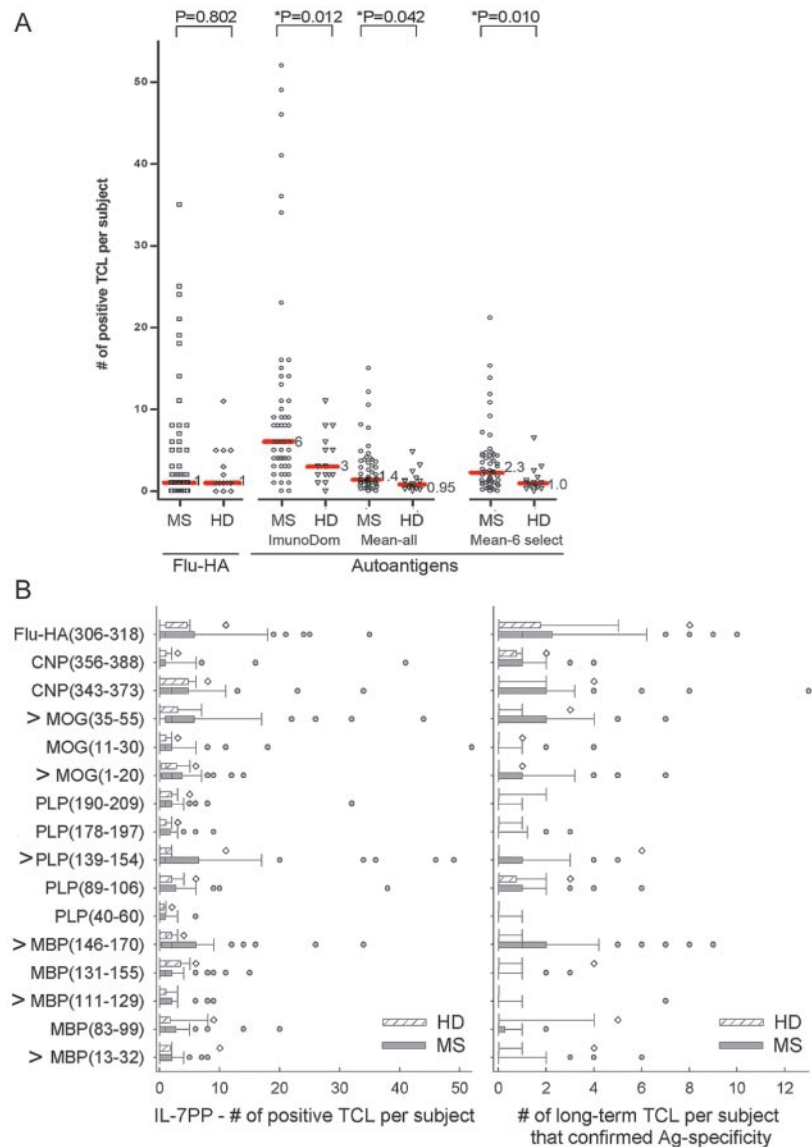 A
P=0.802 *P=0.012 *P=0.042 *P=0.010
# of positive TCL per subject
50
40
30
20
10
0
1 1 6 3 1.4 0.95 2.3 1.0
MS HD MS HD MS HD MS HD
ImunoDom Mean-all Mean-6 select
Flu-HA Autoantigens
B
Flu-HA(306-318)
CNP(356-388)
CNP(343-373)
> MOG(35-55)
MOG(11-30)
> MOG(1-20)
PLP(190-209)
PLP(178-197)
> PLP(139-154)
PLP(89-106)
PLP(40-60)
> MBP(146-170)
MBP(131-155)
> MBP(111-129)
MBP(83-99)
> MBP(13-32)
HD HD
MS MS
0 10 20 30 40 50 0 2 4 6 8 10 12
IL-7PP - # of positive TCL per subject # of long-term TCL per subject
that confirmed Ag-specificity